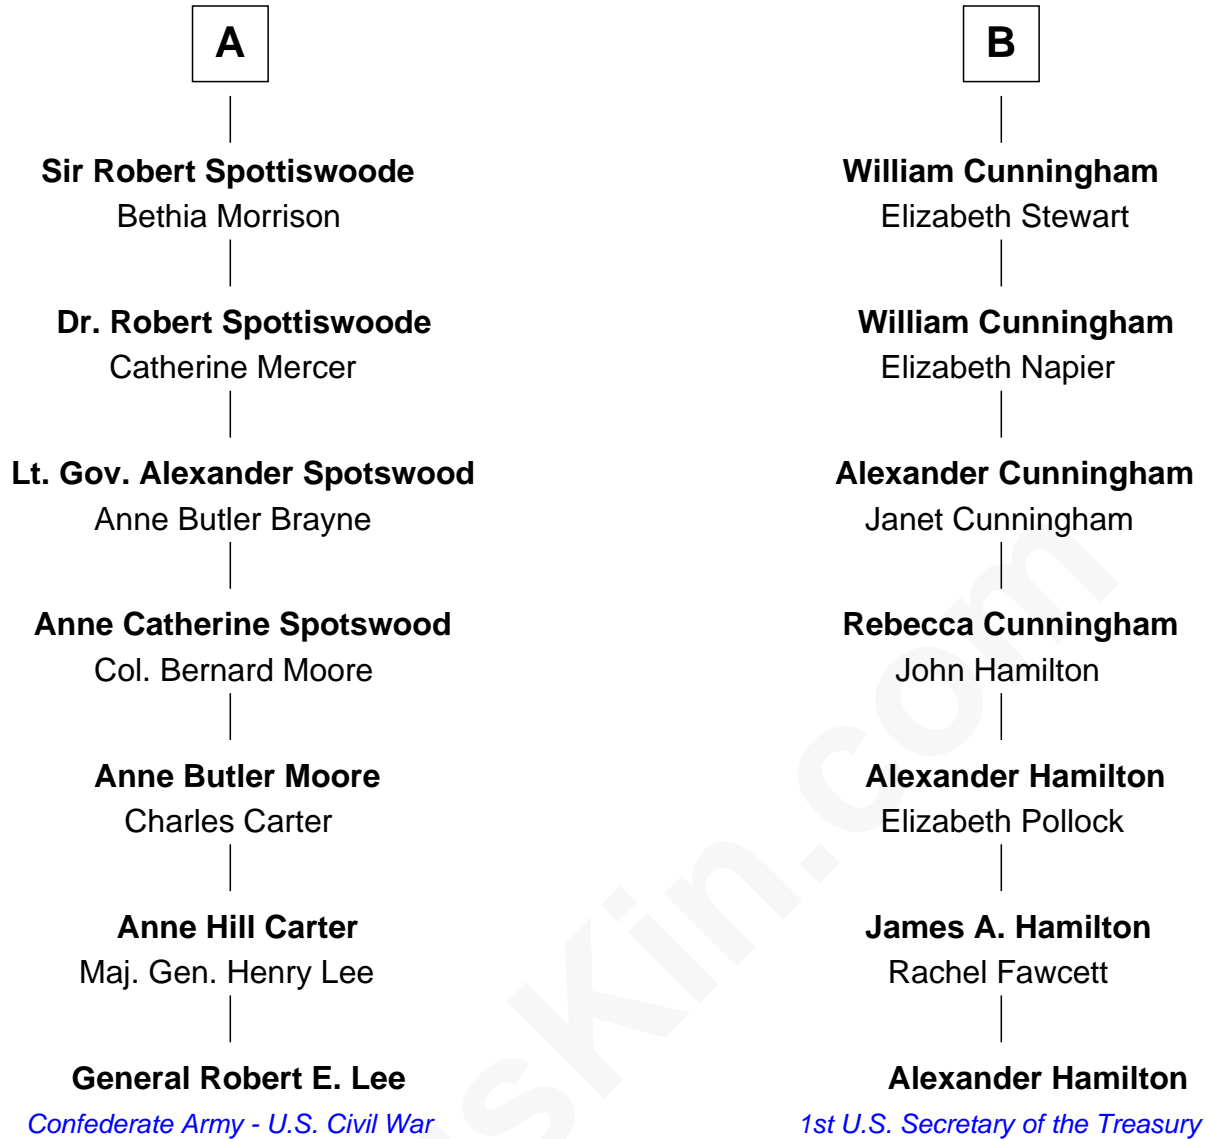 A
Sir Robert Spottiswoode
Bethia Morrison
Dr. Robert Spottiswoode
Catherine Mercer
Lt. Gov. Alexander Spotswood
Anne Butler Brayne
Anne Catherine Spotswood
Col. Bernard Moore
Anne Butler Moore
Charles Carter
Anne Hill Carter
Maj. Gen. Henry Lee
General Robert E. Lee
Confederate Army - U.S. Civil War
B
William Cunningham
Elizabeth Stewart
William Cunningham
Elizabeth Napier
Alexander Cunningham
Janet Cunningham
Rebecca Cunningham
John Hamilton
Alexander Hamilton
Elizabeth Pollock
James A. Hamilton
Rachel Fawcett
Alexander Hamilton
1st U.S. Secretary of the Treasury